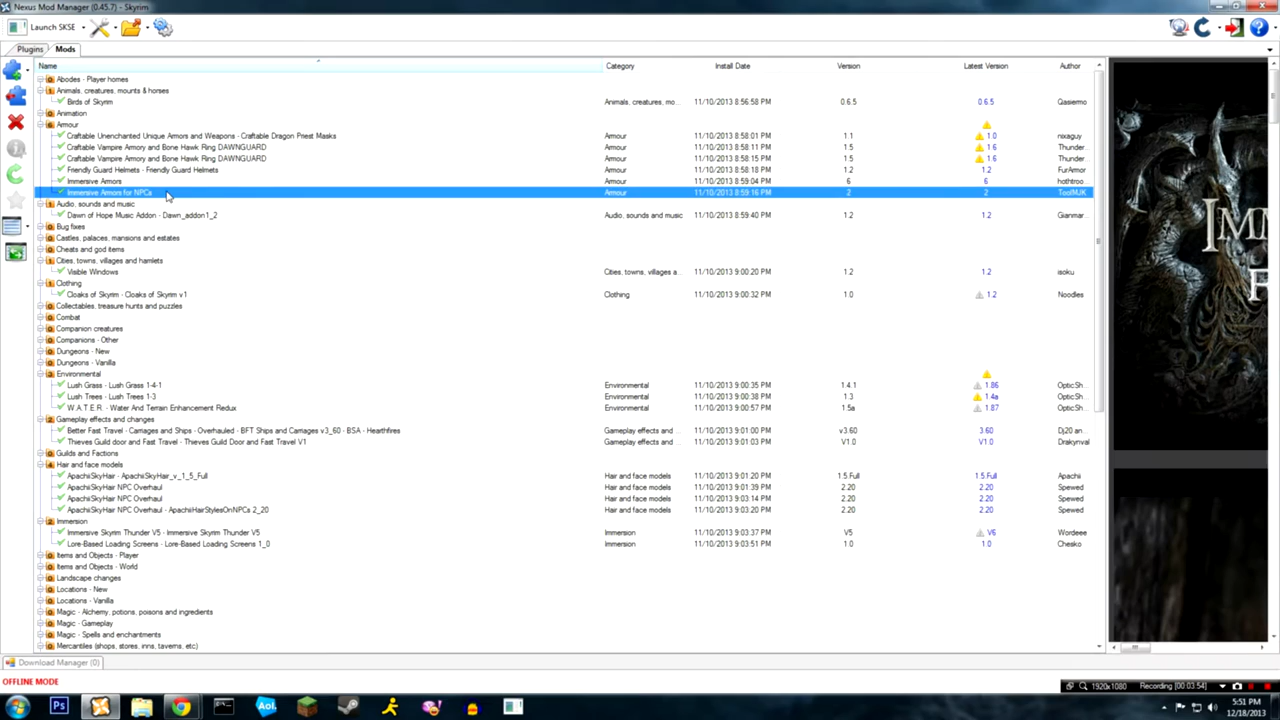 Nexus Mod Manager (0.45.7) - Skyrim
Launch SKSE
Plugins Mods
Name Category Install Date Version Latest Version Author
Abodes - Player homes
Animals, creatures, mounts & horses
Birds of Skyrim Animals, creatures, mo... 11/10/2013 8:56:58 PM 0.6.5 0.6.5 Qasiermo
Animation
Armour
Craftable Unenchanted Unique Armors and Weapons - Craftable Dragon Priest Masks Armour 11/10/2013 8:58:01 PM 1.1 1.0 nixaguy
Craftable Vampire Armory and Bone Hawk Ring DAWNGUARD Armour 11/10/2013 8:58:11 PM 1.5 1.6 Thunder...
Craftable Vampire Armory and Bone Hawk Ring DAWNGUARD Armour 11/10/2013 8:58:15 PM 1.5 1.6 Thunder...
Friendly Guard Helmets - Friendly Guard Helmets Armour 11/10/2013 8:58:18 PM 1.2 1.2 FurArmor
Immersive Armors Armour 11/10/2013 8:59:04 PM 6 6 hothtroo...
Immersive Armors for NPCs Armour 11/10/2013 8:59:16 PM 2 2 ToolMJK
Audio, sounds and music
Dawn of Hope Music Addon - Dawn_addon1_2 Audio, sounds and music 11/10/2013 8:59:40 PM 1.2 1.2 Gianmar...
Bug fixes
Castles, palaces, mansions and estates
Cheats and god items
Cities, towns, villages and hamlets
Visible Windows Cities, towns, villages a... 11/10/2013 9:00:20 PM 1.2 1.2 isoku
Clothing
Cloaks of Skyrim - Cloaks of Skyrim v1 Clothing 11/10/2013 9:00:32 PM 1.0 1.2 Noodles
Collectables, treasure hunts and puzzles
Combat
Companion creatures
Companions - Other
Dungeons - New
Dungeons - Vanilla
Environmental
Lush Grass - Lush Grass 1-4-1 Environmental 11/10/2013 9:00:35 PM 1.4.1 1.86 OpticSh...
Lush Trees - Lush Trees 1-3 Environmental 11/10/2013 9:00:38 PM 1.3 1.4a OpticSh...
W.A.T.E.R. - Water And Terrain Enhancement Redux Environmental 11/10/2013 9:00:57 PM 1.5a 1.87 OpticSh...
Gameplay effects and changes
Better Fast Travel - Carriages and Ships - Overhauled - BFT Ships and Carriages v3_60 - BSA - Hearthfires Gameplay effects and ... 11/10/2013 9:01:00 PM v3.60 3.60 Dj20 an...
Thieves Guild door and Fast Travel - Thieves Guild Door and Fast Travel V1 Gameplay effects and ... 11/10/2013 9:01:03 PM V1.0 V1.0 Drakynval
Guilds and Factions
Hair and face models
ApachiiSkyHair - ApachiiSkyHair_v_1_5_Full Hair and face models 11/10/2013 9:01:20 PM 1.5.Full 1.5.Full Apachii
ApachiiSkyHair NPC Overhaul Hair and face models 11/10/2013 9:01:39 PM 2.20 2.20 Spewed
ApachiiSkyHair NPC Overhaul Hair and face models 11/10/2013 9:03:14 PM 2.20 2.20 Spewed
ApachiiSkyHair NPC Overhaul - ApachiiHairStylesOnNPCs 2_20 Hair and face models 11/10/2013 9:03:20 PM 2.20 2.20 Spewed
Immersion
Immersive Skyrim Thunder V5 - Immersive Skyrim Thunder V5 Immersion 11/10/2013 9:03:37 PM V5 V6 Wordeee
Lore-Based Loading Screens - Lore-Based Loading Screens 1_0 Immersion 11/10/2013 9:03:51 PM 1.0 1.0 Chesko
Items and Objects - Player
Items and Objects - World
Landscape changes
Locations - New
Locations - Vanilla
Magic - Alchemy, potions, poisons and ingredients
Magic - Gameplay
Magic - Spells and enchantments
Mercantiles (shops, stores, inns, taverns, etc)
Download Manager (0)
OFFLINE MODE
1920x1080 Recording [00:03:54]
Ps Aol.
5:51 PM
12/18/2013